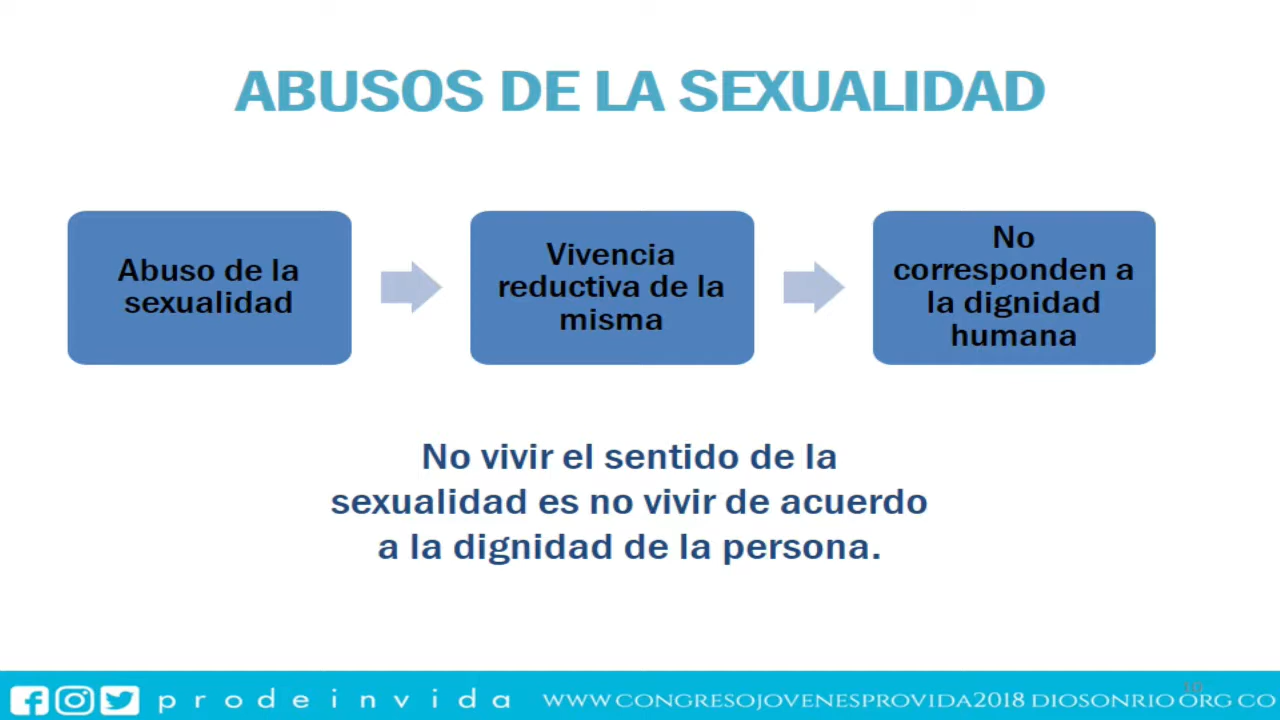 ABUSOS DE LA SEXUALIDAD
Abuso de la
sexualidad
Vivencia
reductiva de la
misma
No
corresponden a
la dignidad
humana
No vivir el sentido de la
sexualidad es no vivir de acuerdo
a la dignidad de la persona.
prodeinvida
WWW.CONGRESOJOVENESPROVIDA2018 DIOSONRIO ORG CO